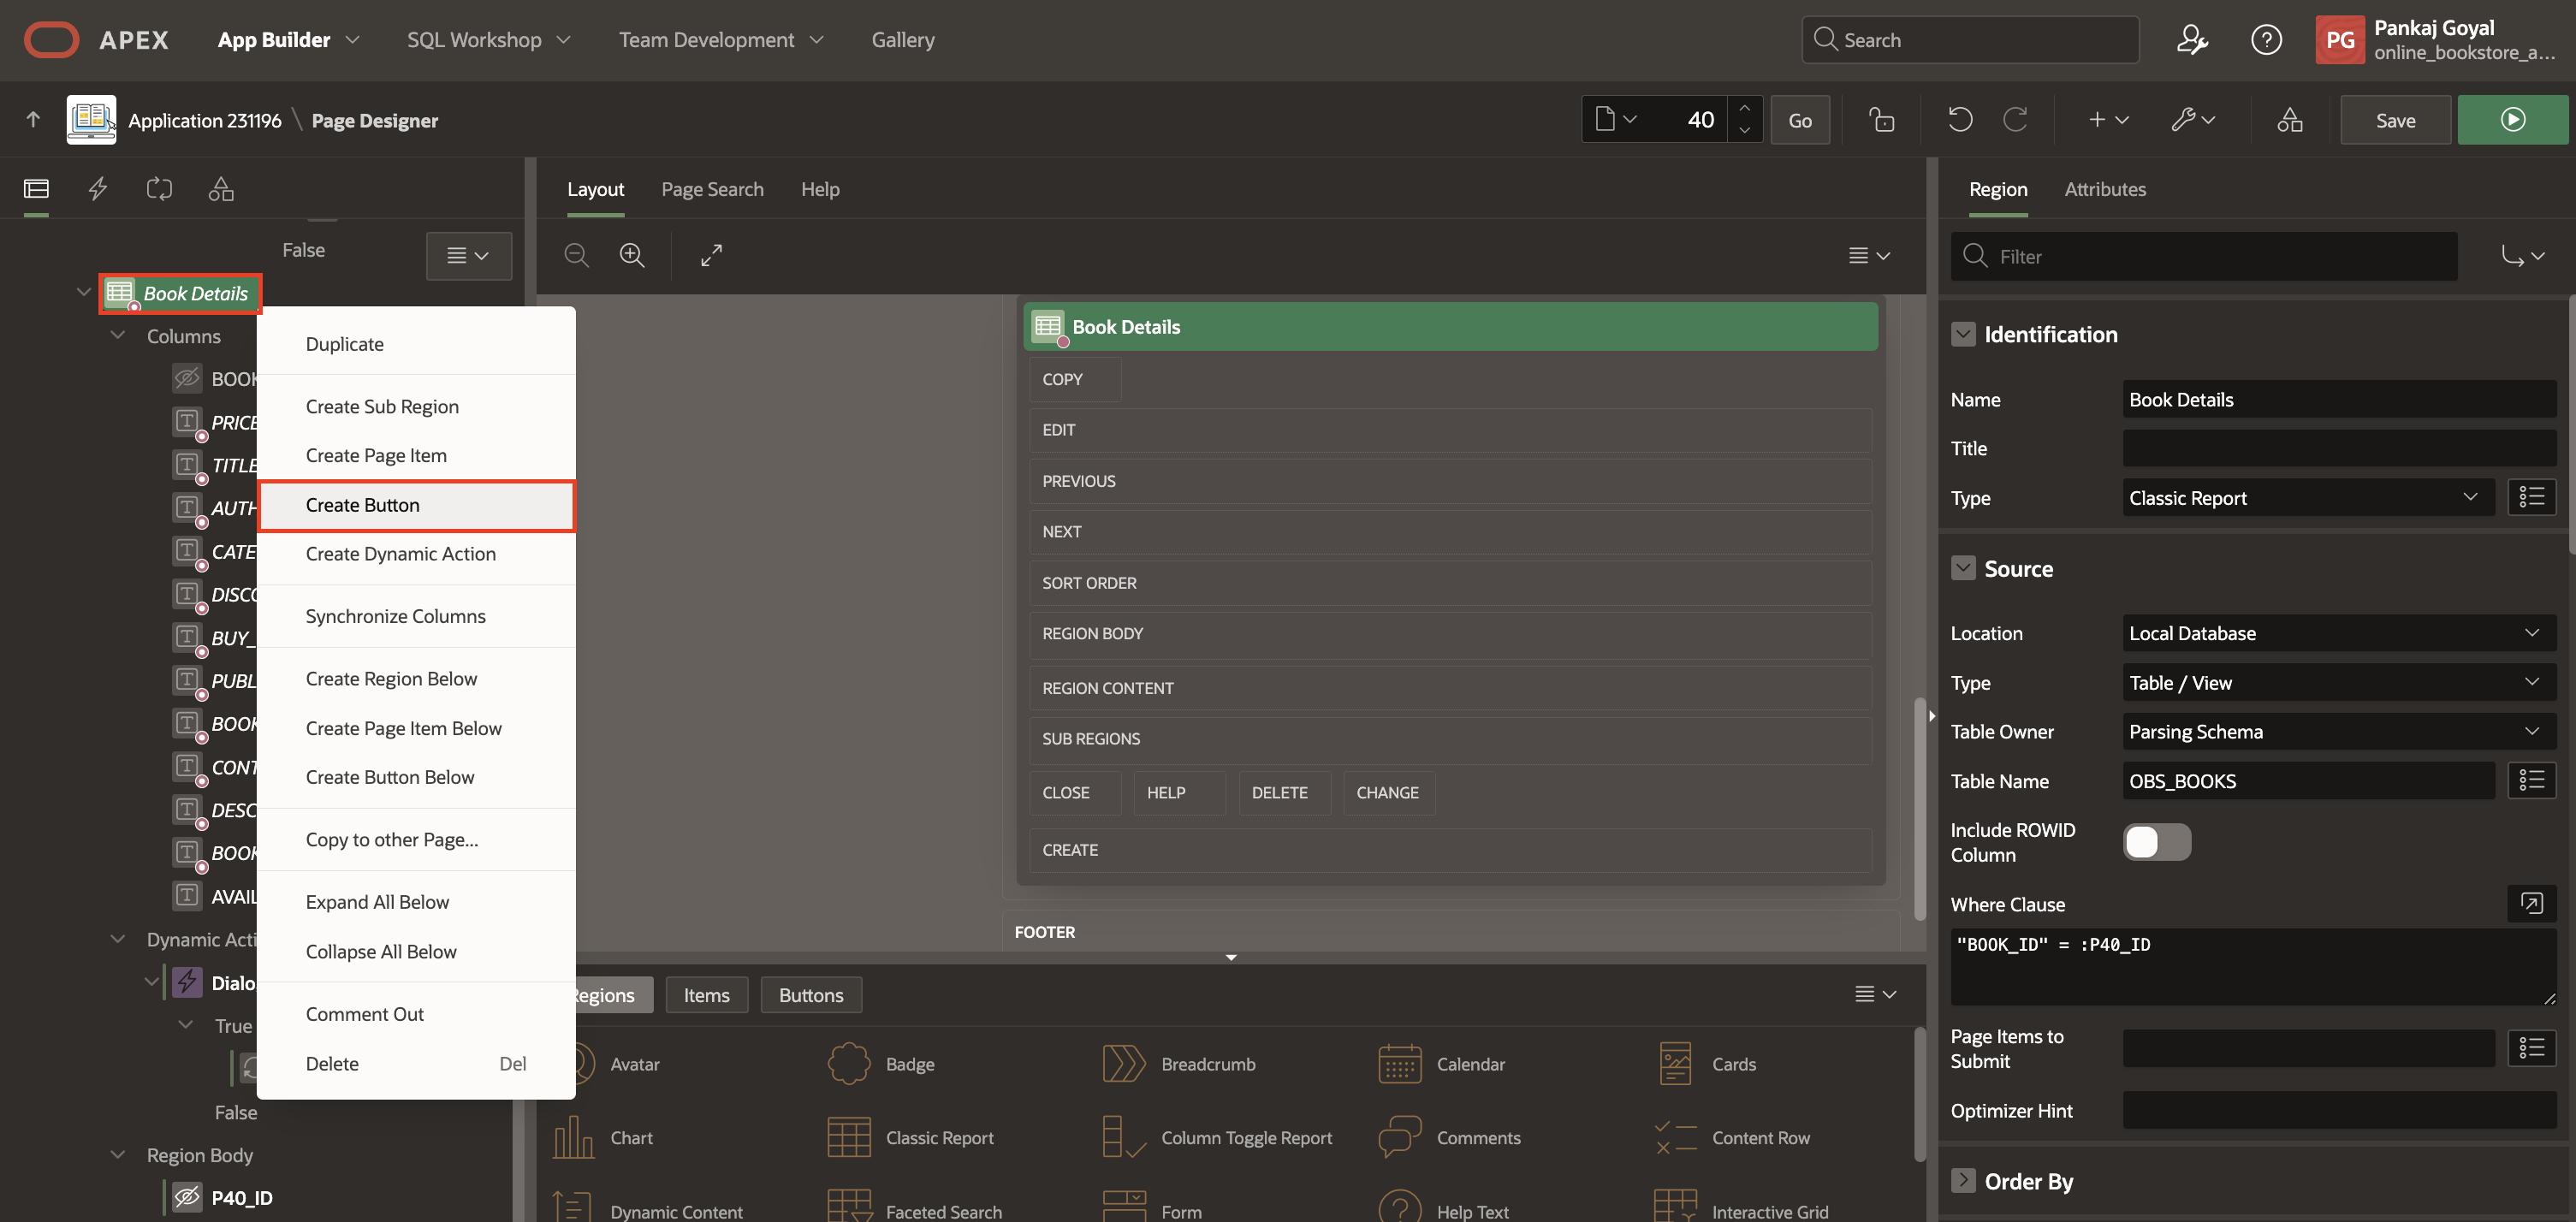 APEX
App Builder
SQL Workshop
Team Development
Gallery
Search
PG
Pankaj Goyal
online_bookstore_a...
Application 231196 \ Page Designer
40
Go
Save
Layout
Page Search
Help
Region
Attributes
False
Filter
Book Details
Columns
BOOK
PRICE
TITLE
AUTH
CATE
DISCO
BUY_
PUBL
BOOK
CONT
DESC
BOOK
AVAIL
Dynamic Acti
Dialo
True
False
Region Body
P40_ID
Duplicate
Create Sub Region
Create Page Item
Create Button
Create Dynamic Action
Synchronize Columns
Create Region Below
Create Page Item Below
Create Button Below
Copy to other Page...
Expand All Below
Collapse All Below
Comment Out
Delete Del
Book Details
COPY
EDIT
PREVIOUS
NEXT
SORT ORDER
REGION BODY
REGION CONTENT
SUB REGIONS
CLOSE HELP DELETE CHANGE
CREATE
FOOTER
Regions Items Buttons
Avatar Badge Breadcrumb Calendar Cards
Chart Classic Report Column Toggle Report Comments Content Row
Dynamic Content Faceted Search Form Help Text Interactive Grid
Identification
Name Book Details
Title
Type Classic Report
Source
Location Local Database
Type Table / View
Table Owner Parsing Schema
Table Name OBS_BOOKS
Include ROWID
Column
Where Clause
"BOOK_ID" = :P40_ID
Page Items to
Submit
Optimizer Hint
Order By